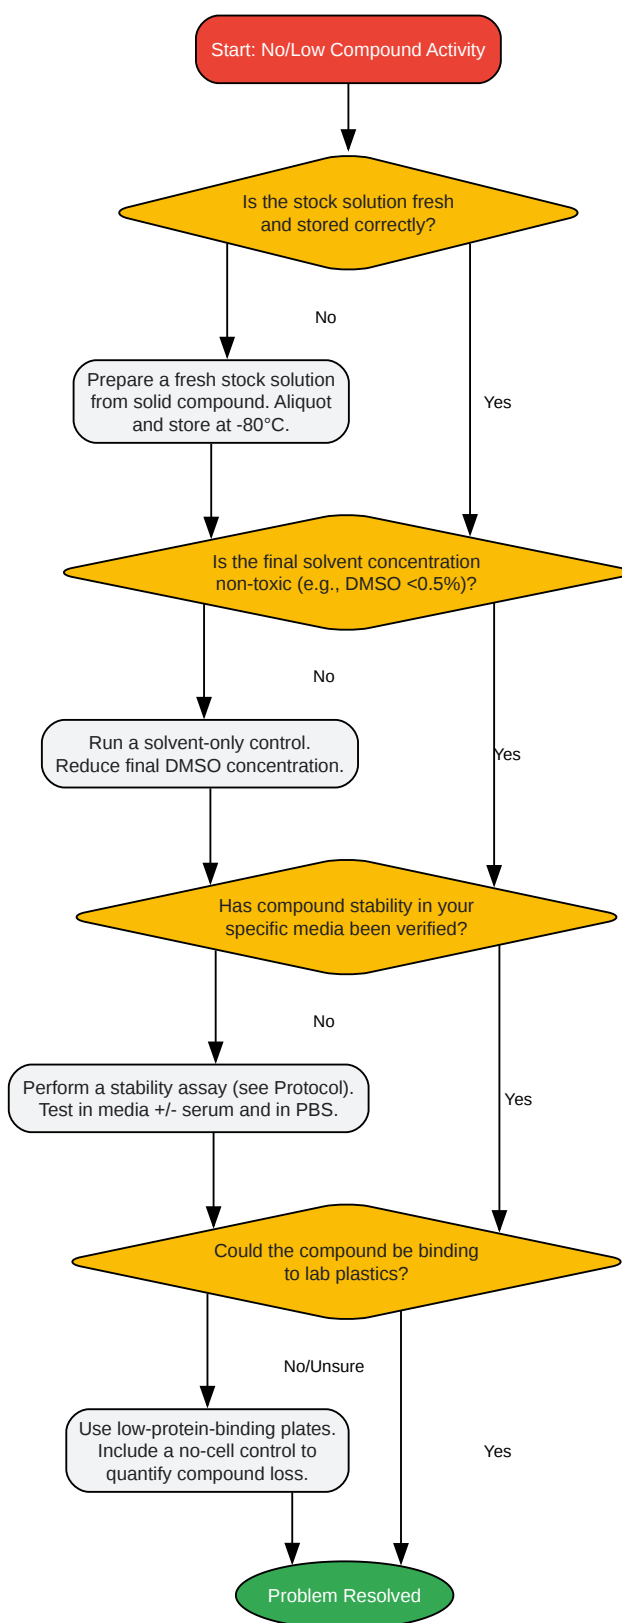 Start: No/Low Compound Activity
Is the stock solution fresh
and stored correctly?
No
Prepare a fresh stock solution
from solid compound. Aliquot
and store at -80°C.
Yes
Is the final solvent concentration
non-toxic (e.g., DMSO <0.5%)?
No
Run a solvent-only control.
Reduce final DMSO concentration.
Yes
Has compound stability in your
specific media been verified?
No
Perform a stability assay (see Protocol).
Test in media +/- serum and in PBS.
Yes
Could the compound be binding
to lab plastics?
No/Unsure
Use low-protein-binding plates.
Include a no-cell control to
quantify compound loss.
Yes
Problem Resolved